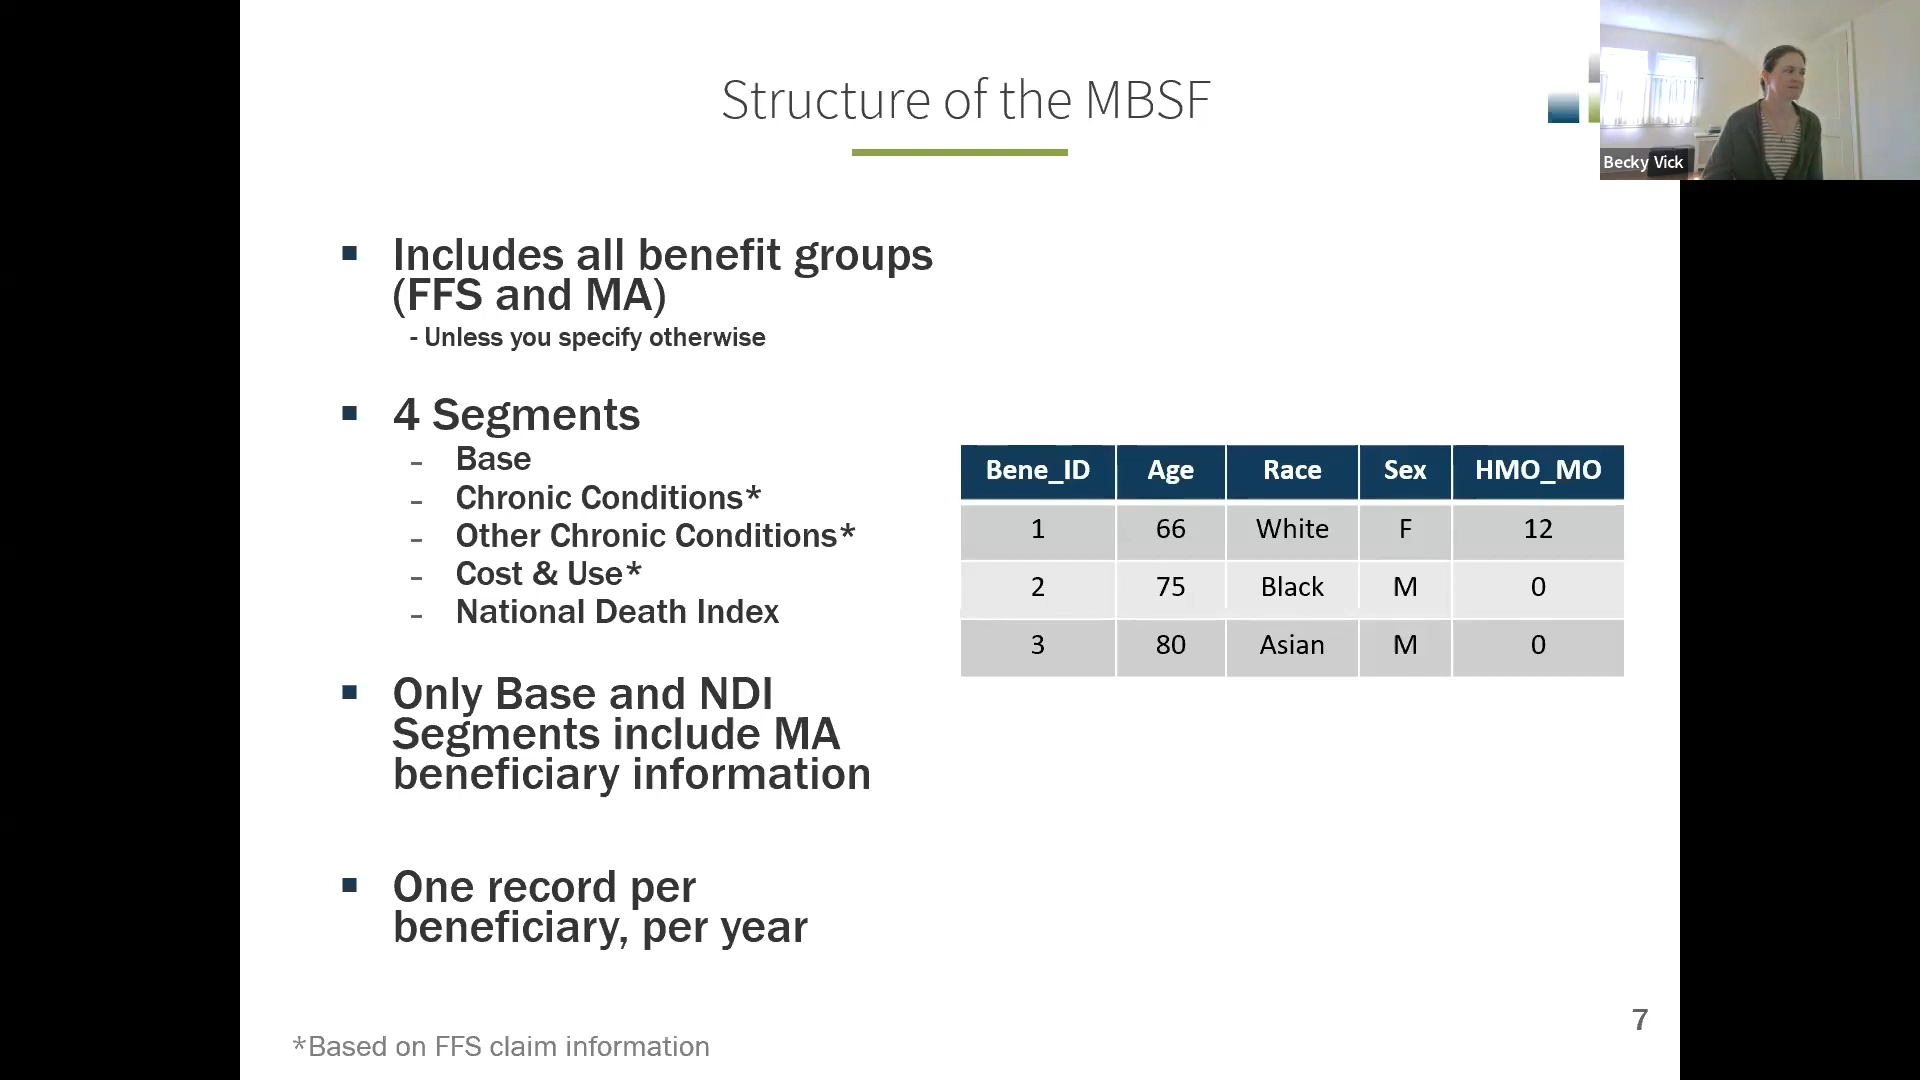 Structure of the MBSF
Becky Vick
▪ Includes all benefit groups
(FFS and MA)
- Unless you specify otherwise
▪ 4 Segments
- Base
- Chronic Conditions*
- Other Chronic Conditions*
- Cost & Use*
- National Death Index
▪ Only Base and NDI
Segments include MA
beneficiary information
▪ One record per
beneficiary, per year
Bene_ID Age Race Sex HMO_MO
1 66 White F 12
2 75 Black M 0
3 80 Asian M 0
*Based on FFS claim information
7